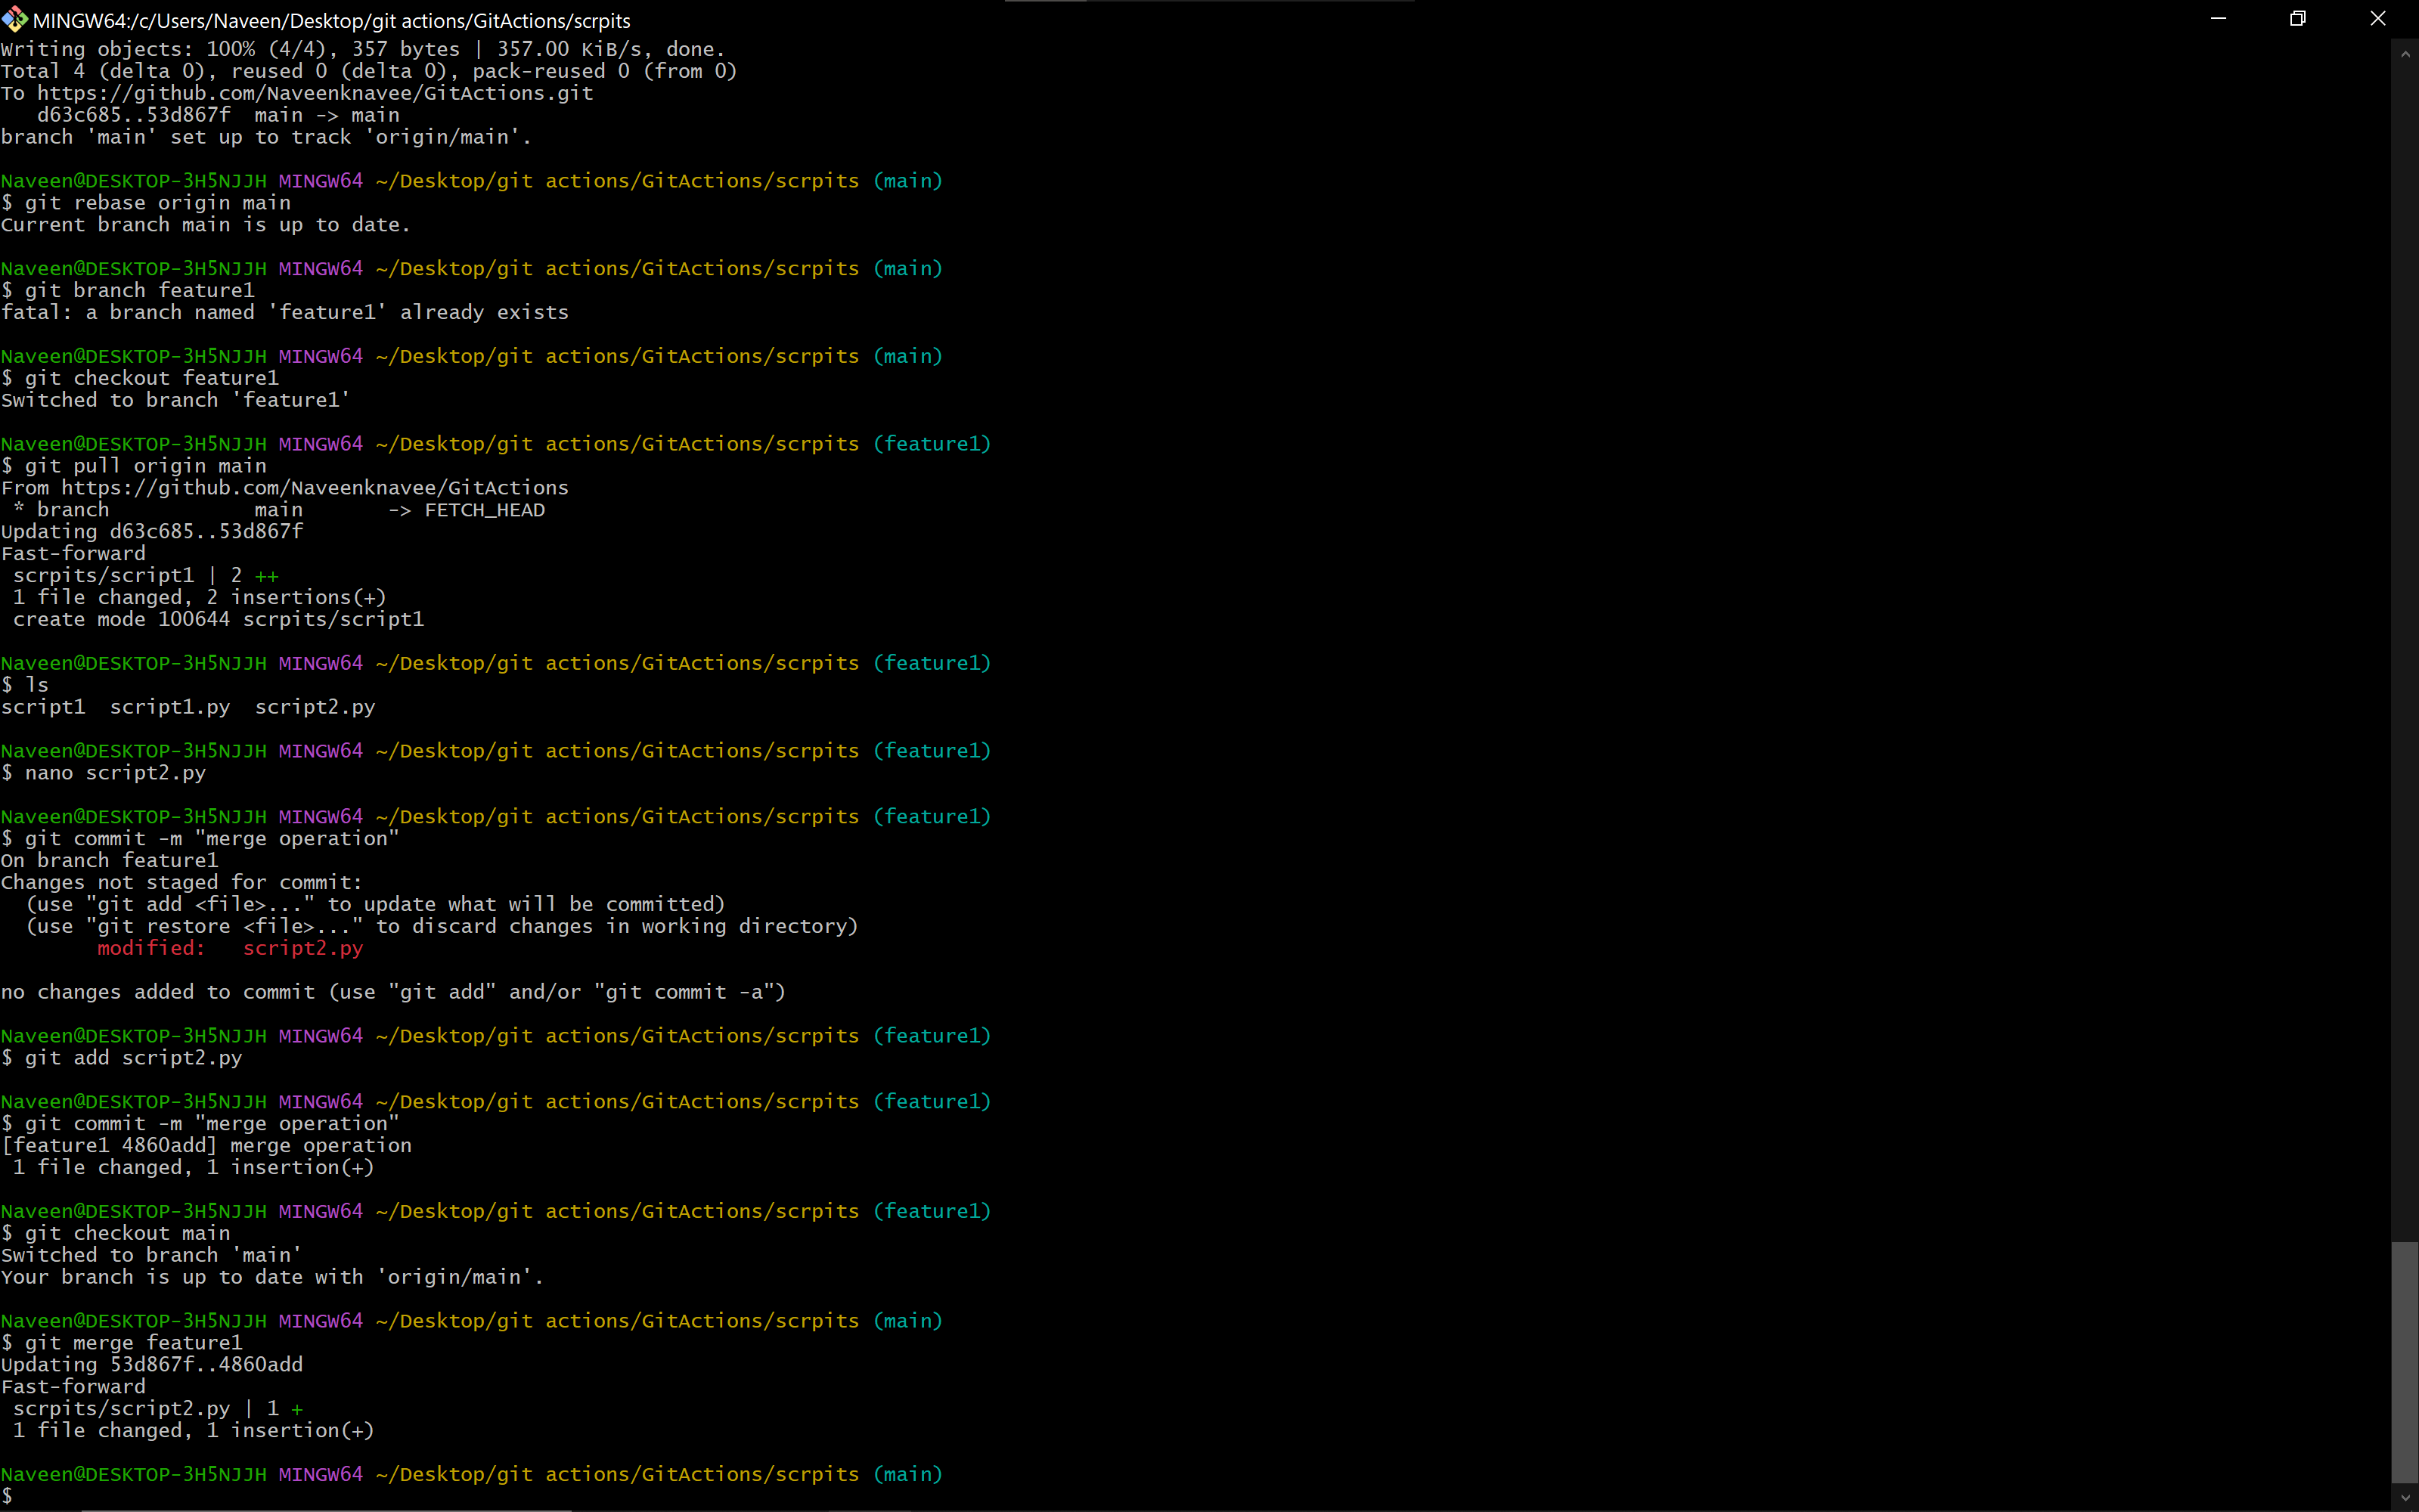 MINGW64:/c/Users/Naveen/Desktop/git actions/GitActions/scrpits
Writing objects: 100% (4/4), 357 bytes | 357.00 KiB/s, done.
Total 4 (delta 0), reused 0 (delta 0), pack-reused 0 (from 0)
To https://github.com/Naveenknavee/GitActions.git
   d63c685..53d867f  main -> main
branch 'main' set up to track 'origin/main'.

Naveen@DESKTOP-3H5NJJH MINGW64 ~/Desktop/git actions/GitActions/scrpits (main)
$ git rebase origin main
Current branch main is up to date.

Naveen@DESKTOP-3H5NJJH MINGW64 ~/Desktop/git actions/GitActions/scrpits (main)
$ git branch feature1
fatal: a branch named 'feature1' already exists

Naveen@DESKTOP-3H5NJJH MINGW64 ~/Desktop/git actions/GitActions/scrpits (main)
$ git checkout feature1
Switched to branch 'feature1'

Naveen@DESKTOP-3H5NJJH MINGW64 ~/Desktop/git actions/GitActions/scrpits (feature1)
$ git pull origin main
From https://github.com/Naveenknavee/GitActions
 * branch            main       -> FETCH_HEAD
Updating d63c685..53d867f
Fast-forward
 scrpits/script1 | 2 ++
 1 file changed, 2 insertions(+)
 create mode 100644 scrpits/script1

Naveen@DESKTOP-3H5NJJH MINGW64 ~/Desktop/git actions/GitActions/scrpits (feature1)
$ ls
script1  script1.py  script2.py

Naveen@DESKTOP-3H5NJJH MINGW64 ~/Desktop/git actions/GitActions/scrpits (feature1)
$ nano script2.py

Naveen@DESKTOP-3H5NJJH MINGW64 ~/Desktop/git actions/GitActions/scrpits (feature1)
$ git commit -m "merge operation"
On branch feature1
Changes not staged for commit:
  (use "git add <file>..." to update what will be committed)
  (use "git restore <file>..." to discard changes in working directory)
        modified:   script2.py

no changes added to commit (use "git add" and/or "git commit -a")

Naveen@DESKTOP-3H5NJJH MINGW64 ~/Desktop/git actions/GitActions/scrpits (feature1)
$ git add script2.py

Naveen@DESKTOP-3H5NJJH MINGW64 ~/Desktop/git actions/GitActions/scrpits (feature1)
$ git commit -m "merge operation"
[feature1 4860add] merge operation
 1 file changed, 1 insertion(+)

Naveen@DESKTOP-3H5NJJH MINGW64 ~/Desktop/git actions/GitActions/scrpits (feature1)
$ git checkout main
Switched to branch 'main'
Your branch is up to date with 'origin/main'.

Naveen@DESKTOP-3H5NJJH MINGW64 ~/Desktop/git actions/GitActions/scrpits (main)
$ git merge feature1
Updating 53d867f..4860add
Fast-forward
 scrpits/script2.py | 1 +
 1 file changed, 1 insertion(+)

Naveen@DESKTOP-3H5NJJH MINGW64 ~/Desktop/git actions/GitActions/scrpits (main)
$